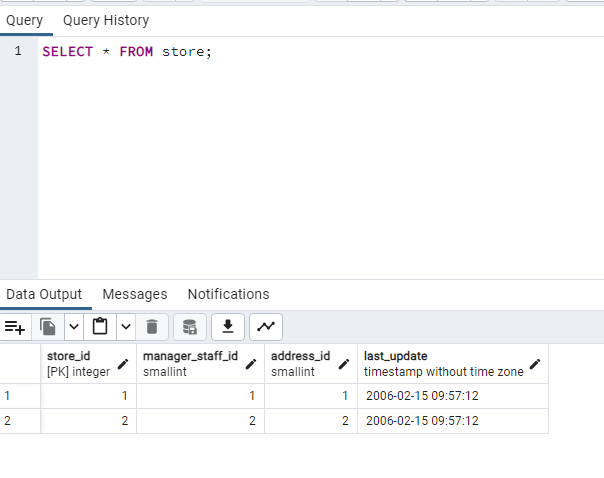 Query Query History
1 SELECT * FROM store;
Data Output Messages Notifications
store_id manager_staff_id address_id last_update
[PK] integer smallint smallint timestamp without time zone
1 1 1 1 2006-02-15 09:57:12
2 2 2 2 2006-02-15 09:57:12